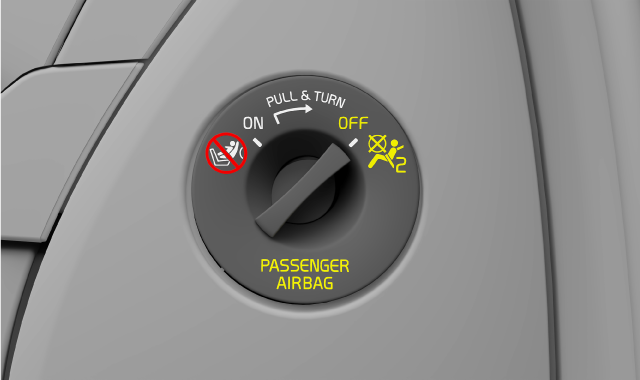 PULL & TURN
ON
OFF
2
PASSENGER
AIRBAG